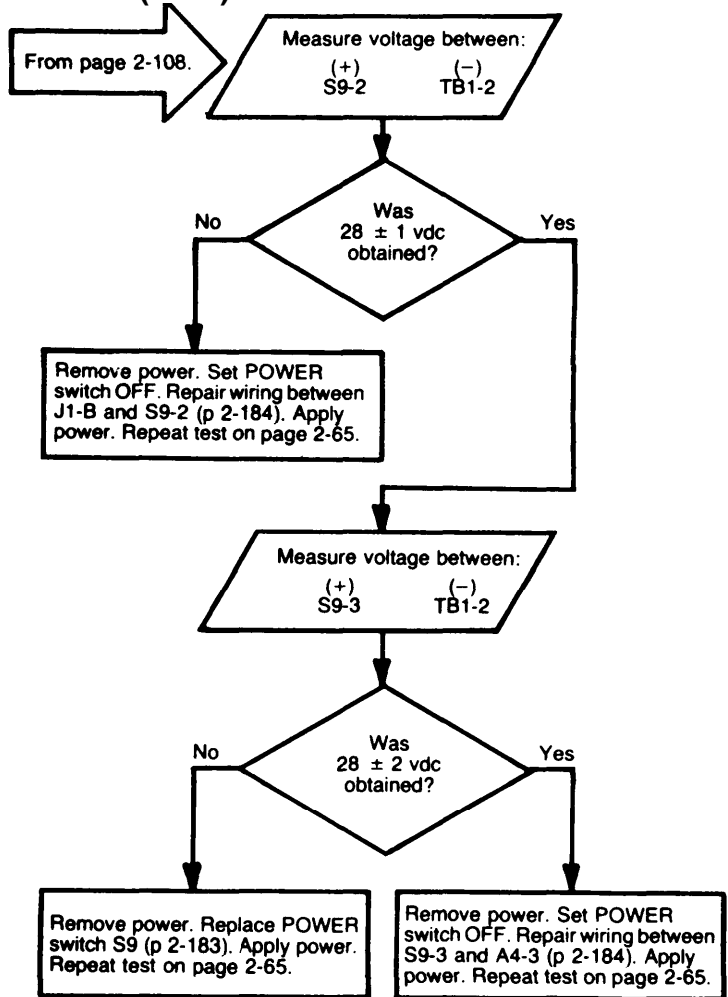 From page 2-108.
Measure voltage between:
(+) (−)
S9-2 TB1-2
Was
28 ± 1 vdc
obtained?
No
Yes
Remove power. Set POWER
switch OFF. Repair wiring between
J1-B and S9-2 (p 2-184). Apply
power. Repeat test on page 2-65.
Measure voltage between:
(+) (−)
S9-3 TB1-2
Was
28 ± 2 vdc
obtained?
No
Yes
Remove power. Replace POWER
switch S9 (p 2-183). Apply power.
Repeat test on page 2-65.
Remove power. Set POWER
switch OFF. Repair wiring between
S9-3 and A4-3 (p 2-184). Apply
power. Repeat test on page 2-65.